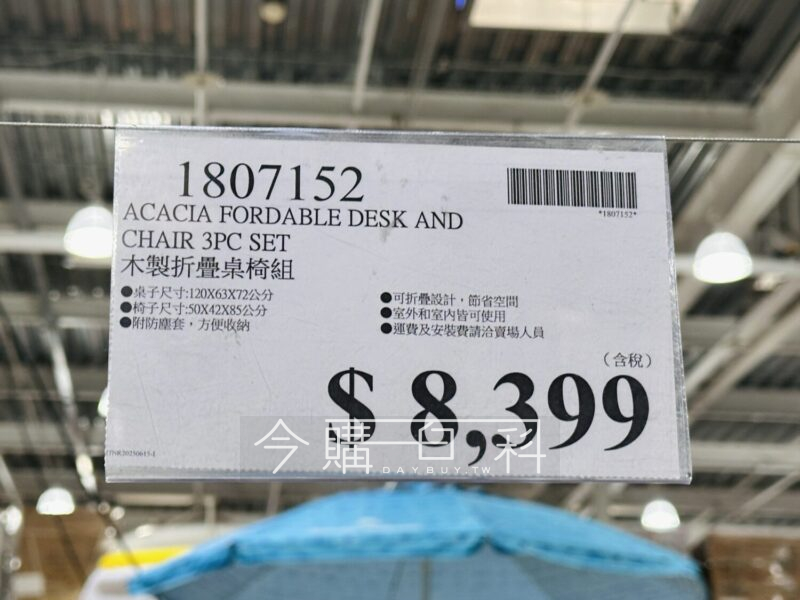 1807152
*1807152*
ACACIA FORDABLE DESK AND
CHAIR 3PC SET
木製折疊桌椅組
●桌子尺寸:120X63X72公分
●椅子尺寸:50X42X85公分
●附防塵套，方便收納
●可折疊設計，節省空間
●室外和室內皆可使用
●運費及安裝費請洽賣場人員
(含稅)
$ 8,399
今購百科
DAYBUY.TW